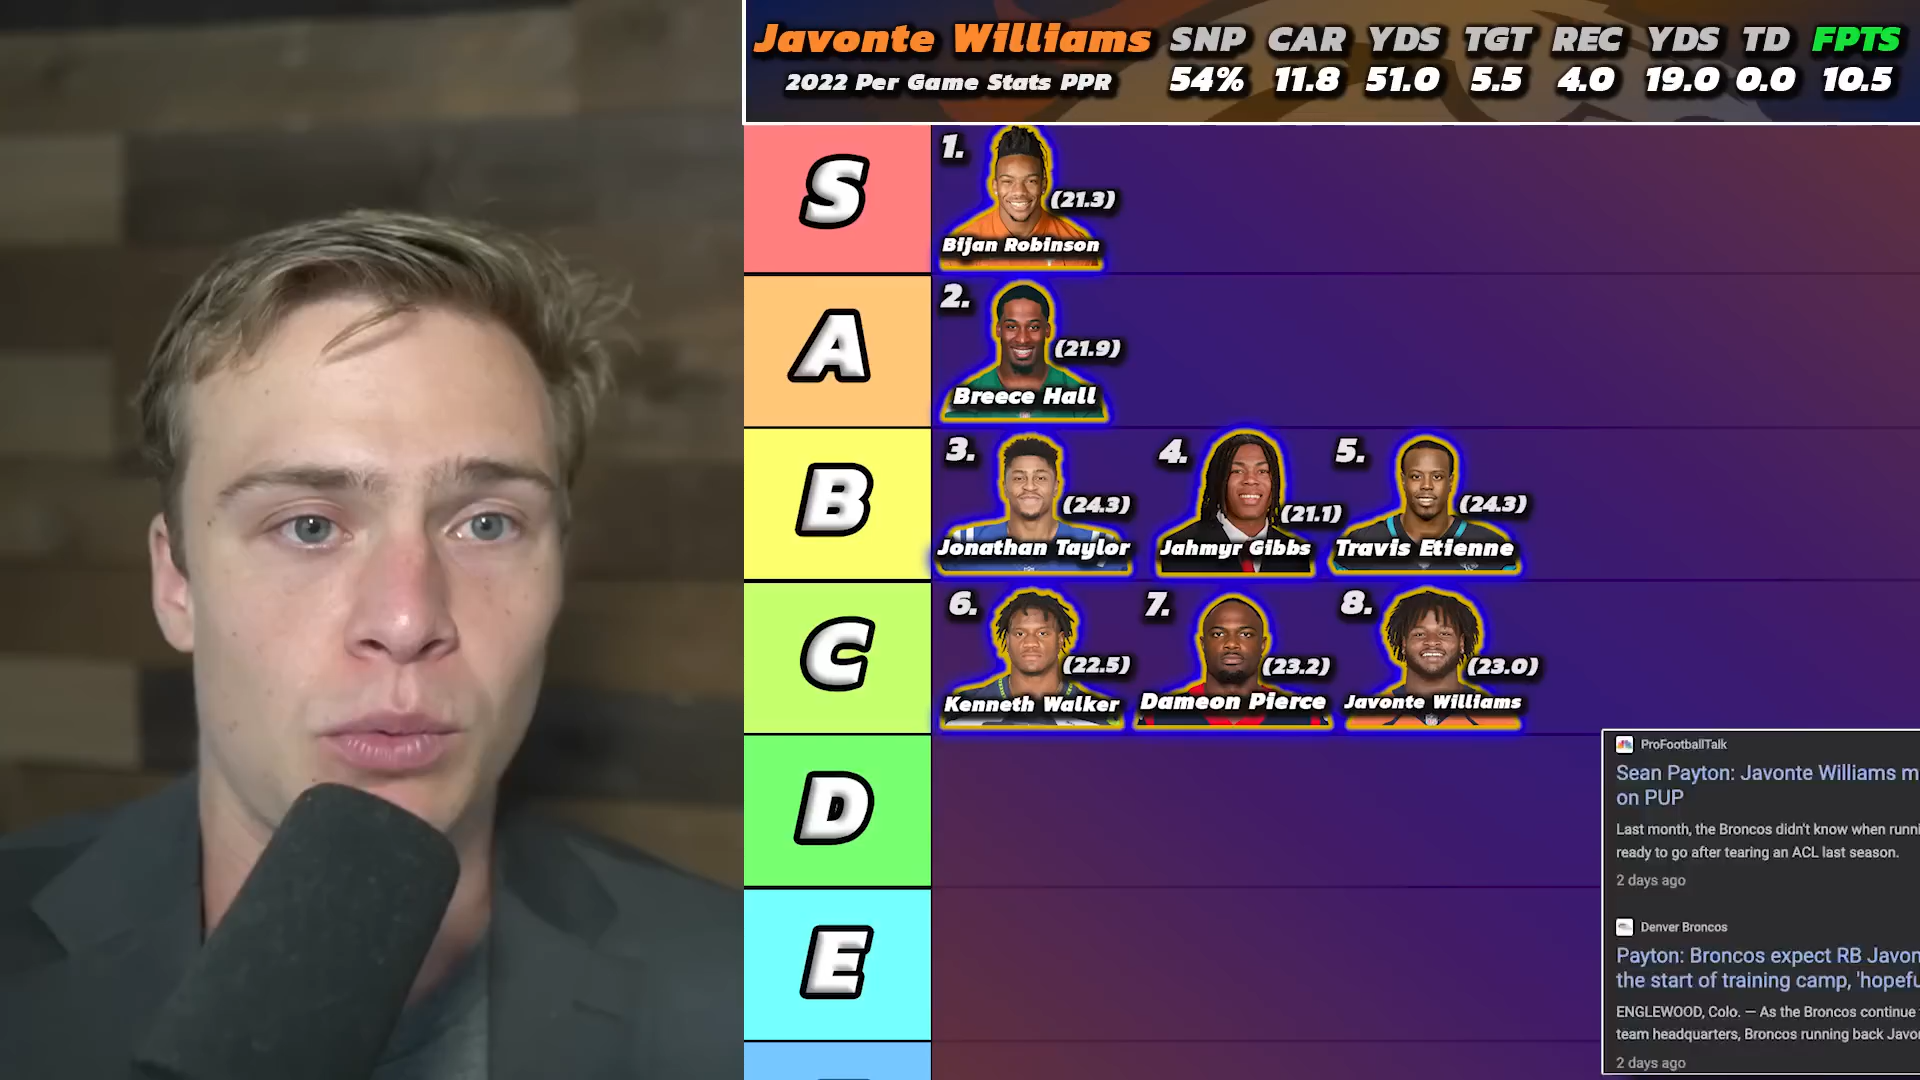 Javonte Williams SNP CAR YDS TGT REC YDS TD FPTS
2022 Per Game Stats PPR 54% 11.8 51.0 5.5 4.0 19.0 0.0 10.5
S
1.
(21.3)
Bijan Robinson
A
2.
(21.9)
Breece Hall
B
3.
(24.3)
Jonathan Taylor
4.
(21.1)
Jahmyr Gibbs
5.
(24.3)
Travis Etienne
C
6.
(22.5)
Kenneth Walker
7.
(23.2)
Dameon Pierce
8.
(23.0)
Javonte Williams
D
E
ProFootballTalk
Sean Payton: Javonte Williams m
on PUP
Last month, the Broncos didn't know when runni
ready to go after tearing an ACL last season.
2 days ago
Denver Broncos
Payton: Broncos expect RB Javon
the start of training camp, 'hopefu
ENGLEWOOD, Colo. — As the Broncos continue
team headquarters, Broncos running back Javo
2 days ago